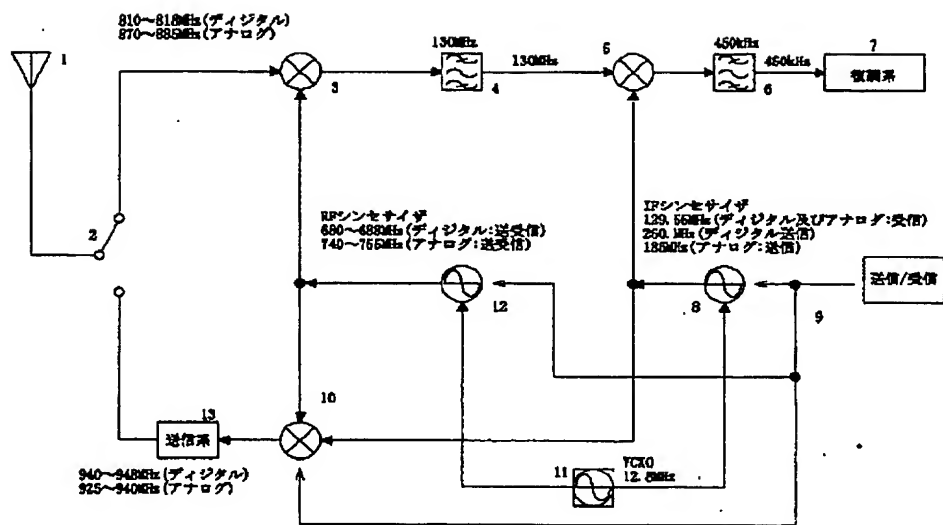 810～818MHz(ディジタル)
870～885MHz(アナログ)
1
2
3
130MHz
4
130MHz
5
450kHz
6
450kHz
7
復調系
RFシンセサイザ
680～688MHz(ディジタル:送受信)
740～755MHz(アナログ:送受信)
12
IFシンセサイザ
129.55MHz(ディジタル及びアナログ:受信)
260.MHz(ディジタル送信)
185MHz(アナログ:送信)
8
9
送信/受信
10
13
送信系
940～948MHz(ディジタル)
925～940MHz(アナログ)
11
TCXO
12.8MHz